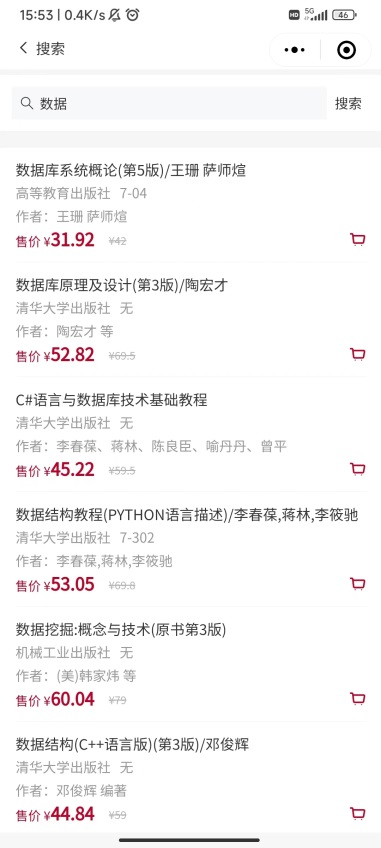 15:53 | 0.4K/s HD 5G 46
搜索
数据 搜索
数据库系统概论(第5版)/王珊 萨师煊
高等教育出版社 7-04
作者：王珊 萨师煊
售价 ¥31.92 ¥42
数据库原理及设计(第3版)/陶宏才
清华大学出版社 无
作者：陶宏才 等
售价 ¥52.82 ¥69.5
C#语言与数据库技术基础教程
清华大学出版社 无
作者：李春葆、蒋林、陈良臣、喻丹丹、曾平
售价 ¥45.22 ¥59.5
数据结构教程(PYTHON语言描述)/李春葆,蒋林,李筱驰
清华大学出版社 7-302
作者：李春葆,蒋林,李筱驰
售价 ¥53.05 ¥69.8
数据挖掘:概念与技术(原书第3版)
机械工业出版社 无
作者：(美)韩家炜 等
售价 ¥60.04 ¥79
数据结构(C++语言版)(第3版)/邓俊辉
清华大学出版社 无
作者：邓俊辉 编著
售价 ¥44.84 ¥59